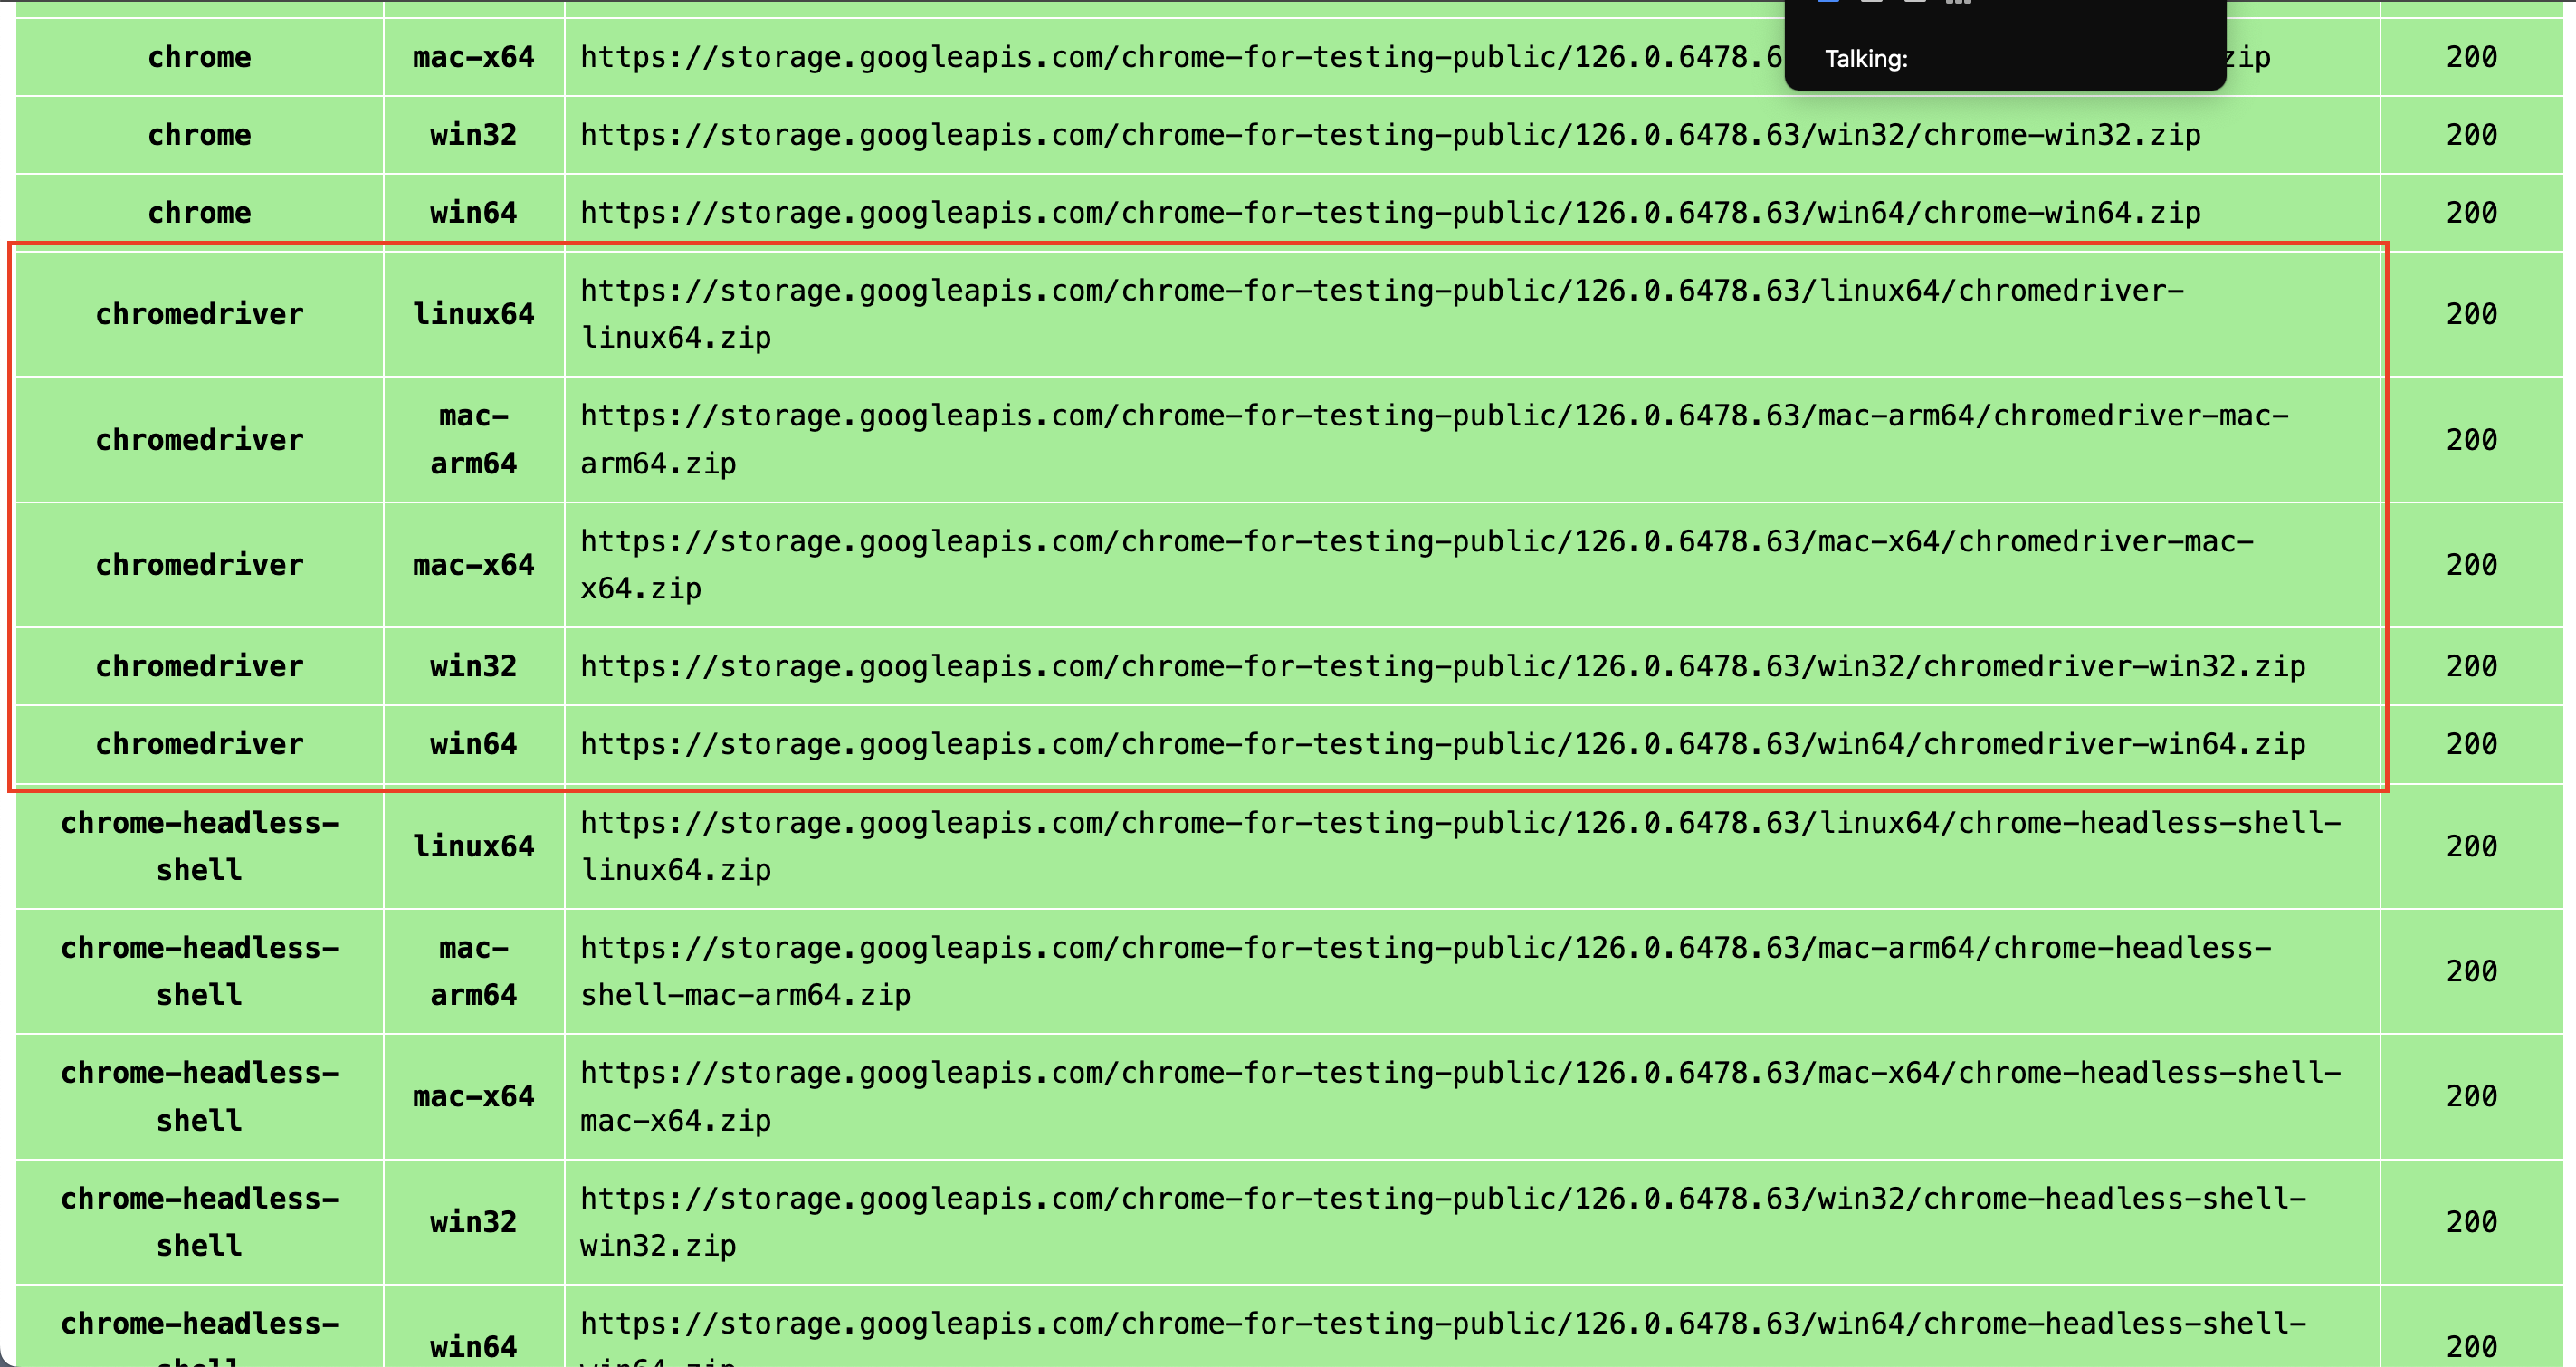 Talking:
chrome mac-x64 https://storage.googleapis.com/chrome-for-testing-public/126.0.6478.6 zip 200
chrome win32 https://storage.googleapis.com/chrome-for-testing-public/126.0.6478.63/win32/chrome-win32.zip 200
chrome win64 https://storage.googleapis.com/chrome-for-testing-public/126.0.6478.63/win64/chrome-win64.zip 200
chromedriver linux64 https://storage.googleapis.com/chrome-for-testing-public/126.0.6478.63/linux64/chromedriver-
linux64.zip 200
chromedriver mac- https://storage.googleapis.com/chrome-for-testing-public/126.0.6478.63/mac-arm64/chromedriver-mac-
arm64 arm64.zip 200
chromedriver mac-x64 https://storage.googleapis.com/chrome-for-testing-public/126.0.6478.63/mac-x64/chromedriver-mac-
x64.zip 200
chromedriver win32 https://storage.googleapis.com/chrome-for-testing-public/126.0.6478.63/win32/chromedriver-win32.zip 200
chromedriver win64 https://storage.googleapis.com/chrome-for-testing-public/126.0.6478.63/win64/chromedriver-win64.zip 200
chrome-headless- linux64 https://storage.googleapis.com/chrome-for-testing-public/126.0.6478.63/linux64/chrome-headless-shell-
shell linux64.zip 200
chrome-headless- mac- https://storage.googleapis.com/chrome-for-testing-public/126.0.6478.63/mac-arm64/chrome-headless-
shell arm64 shell-mac-arm64.zip 200
chrome-headless- mac-x64 https://storage.googleapis.com/chrome-for-testing-public/126.0.6478.63/mac-x64/chrome-headless-shell-
shell mac-x64.zip 200
chrome-headless- win32 https://storage.googleapis.com/chrome-for-testing-public/126.0.6478.63/win32/chrome-headless-shell-
shell win32.zip 200
chrome-headless- win64 https://storage.googleapis.com/chrome-for-testing-public/126.0.6478.63/win64/chrome-headless-shell-
200